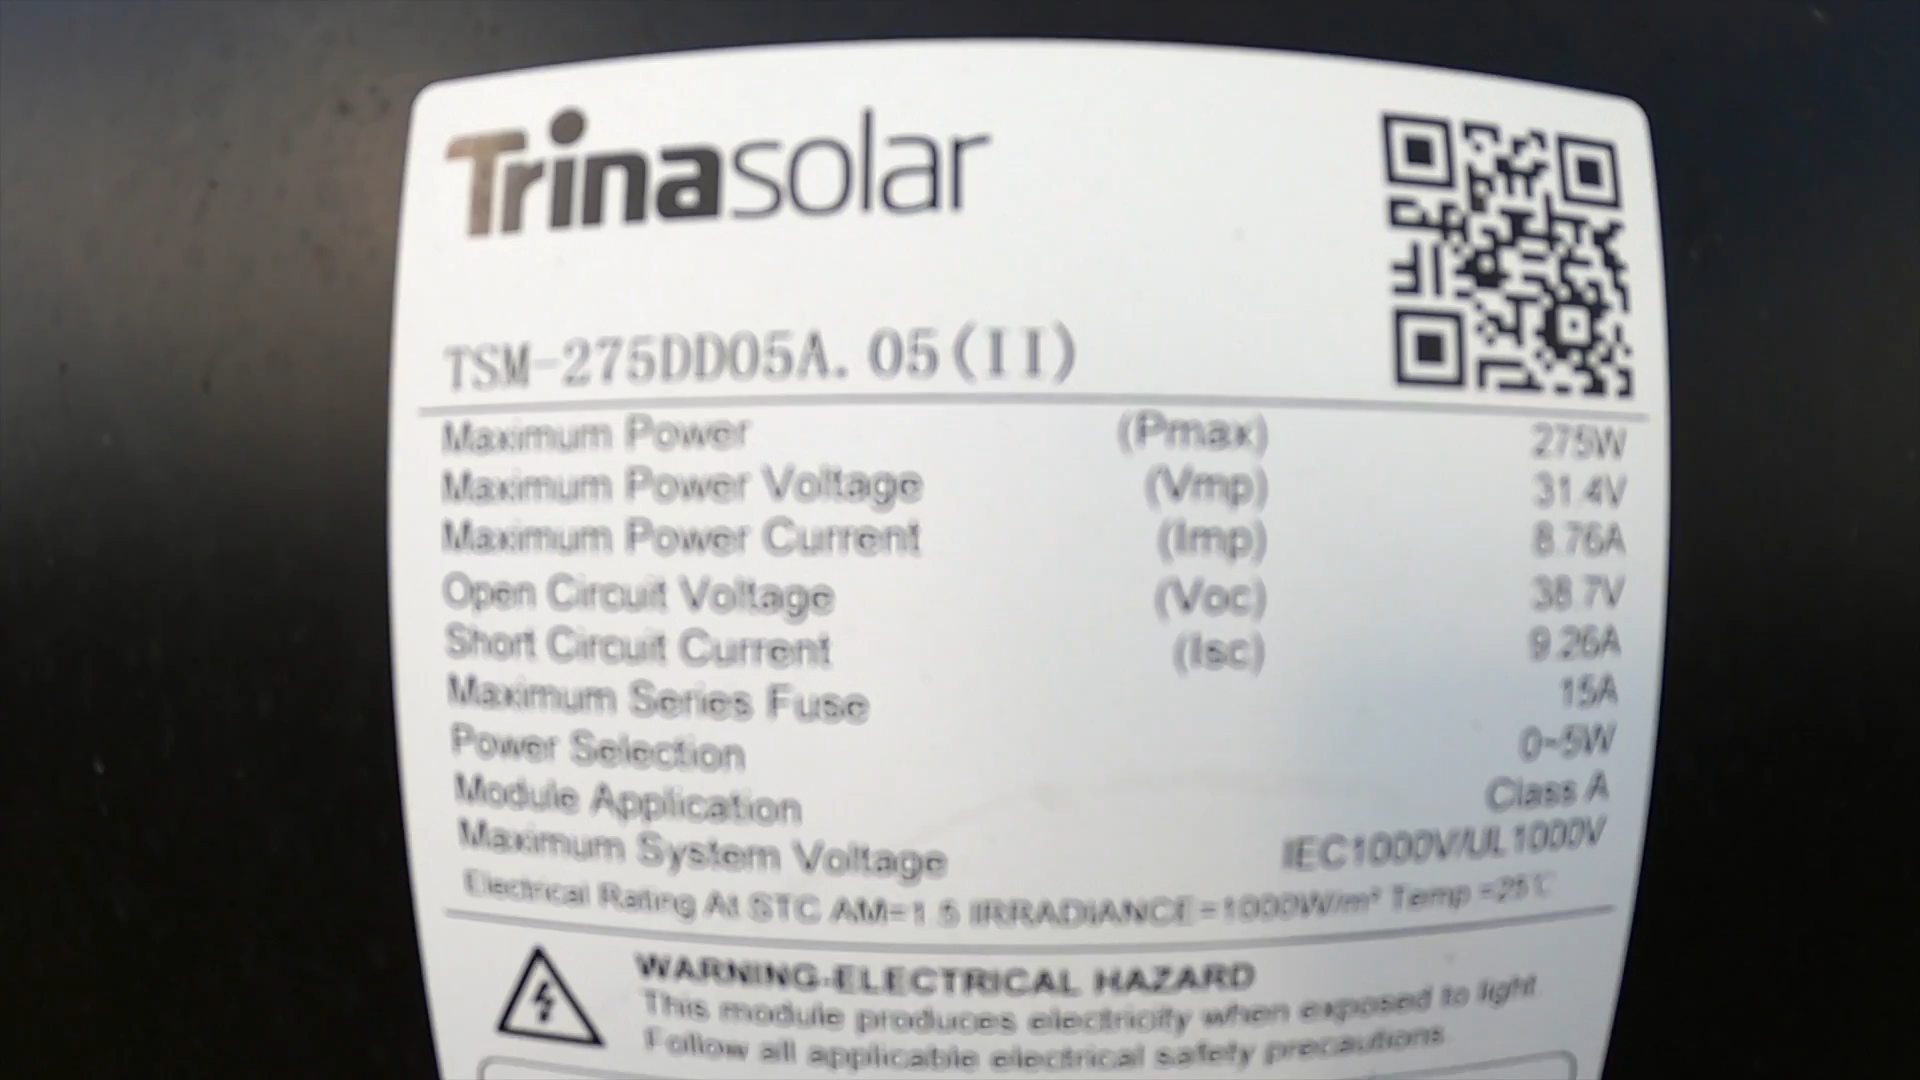 Trinasolar
TSM-275DD05A.05(II)
Maximum Power (Pmax) 275W
Maximum Power Voltage (Vmp) 31.4V
Maximum Power Current (Imp) 8.76A
Open Circuit Voltage (Voc) 38.7V
Short Circuit Current (Isc) 9.26A
Maximum Series Fuse 15A
Power Selection 0~5W
Module Application Class A
Maximum System Voltage IEC1000V/UL1000V
Electrical Rating At STC AM=1.5 IRRADIANCE=1000W/m² Temp =25℃
WARNING-ELECTRICAL HAZARD
This module produces electricity when exposed to light.
Follow all applicable electrical safety precautions.